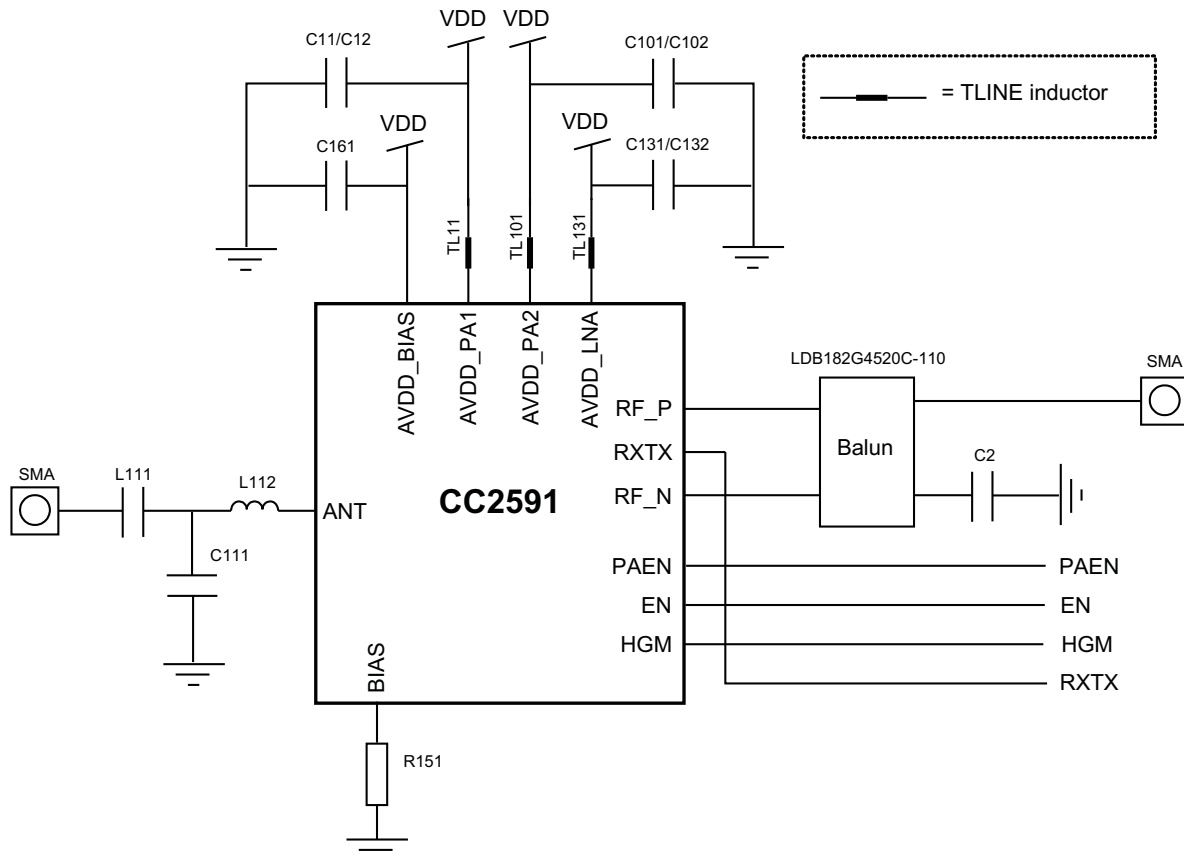 VDD
VDD
C11/C12
C101/C102
= TLINE inductor
VDD
VDD
C161
C131/C132
TL11
TL101
TL131
AVDD_BIAS
AVDD_PA1
AVDD_PA2
AVDD_LNA
LDB182G4520C-110
SMA
RF_P
RXTX
RF_N
Balun
C2
SMA
L111
L112
ANT
CC2591
C111
PAEN
PAEN
EN
EN
HGM
HGM
RXTX
BIAS
R151